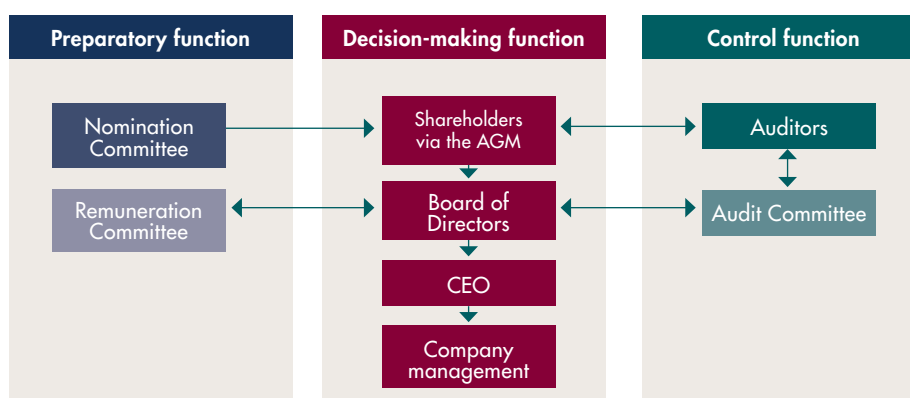 Preparatory function
Decision-making function
Control function
Nomination
Committee
Shareholders
via the AGM
Auditors
Remuneration
Committee
Board of
Directors
Audit Committee
CEO
Company
management